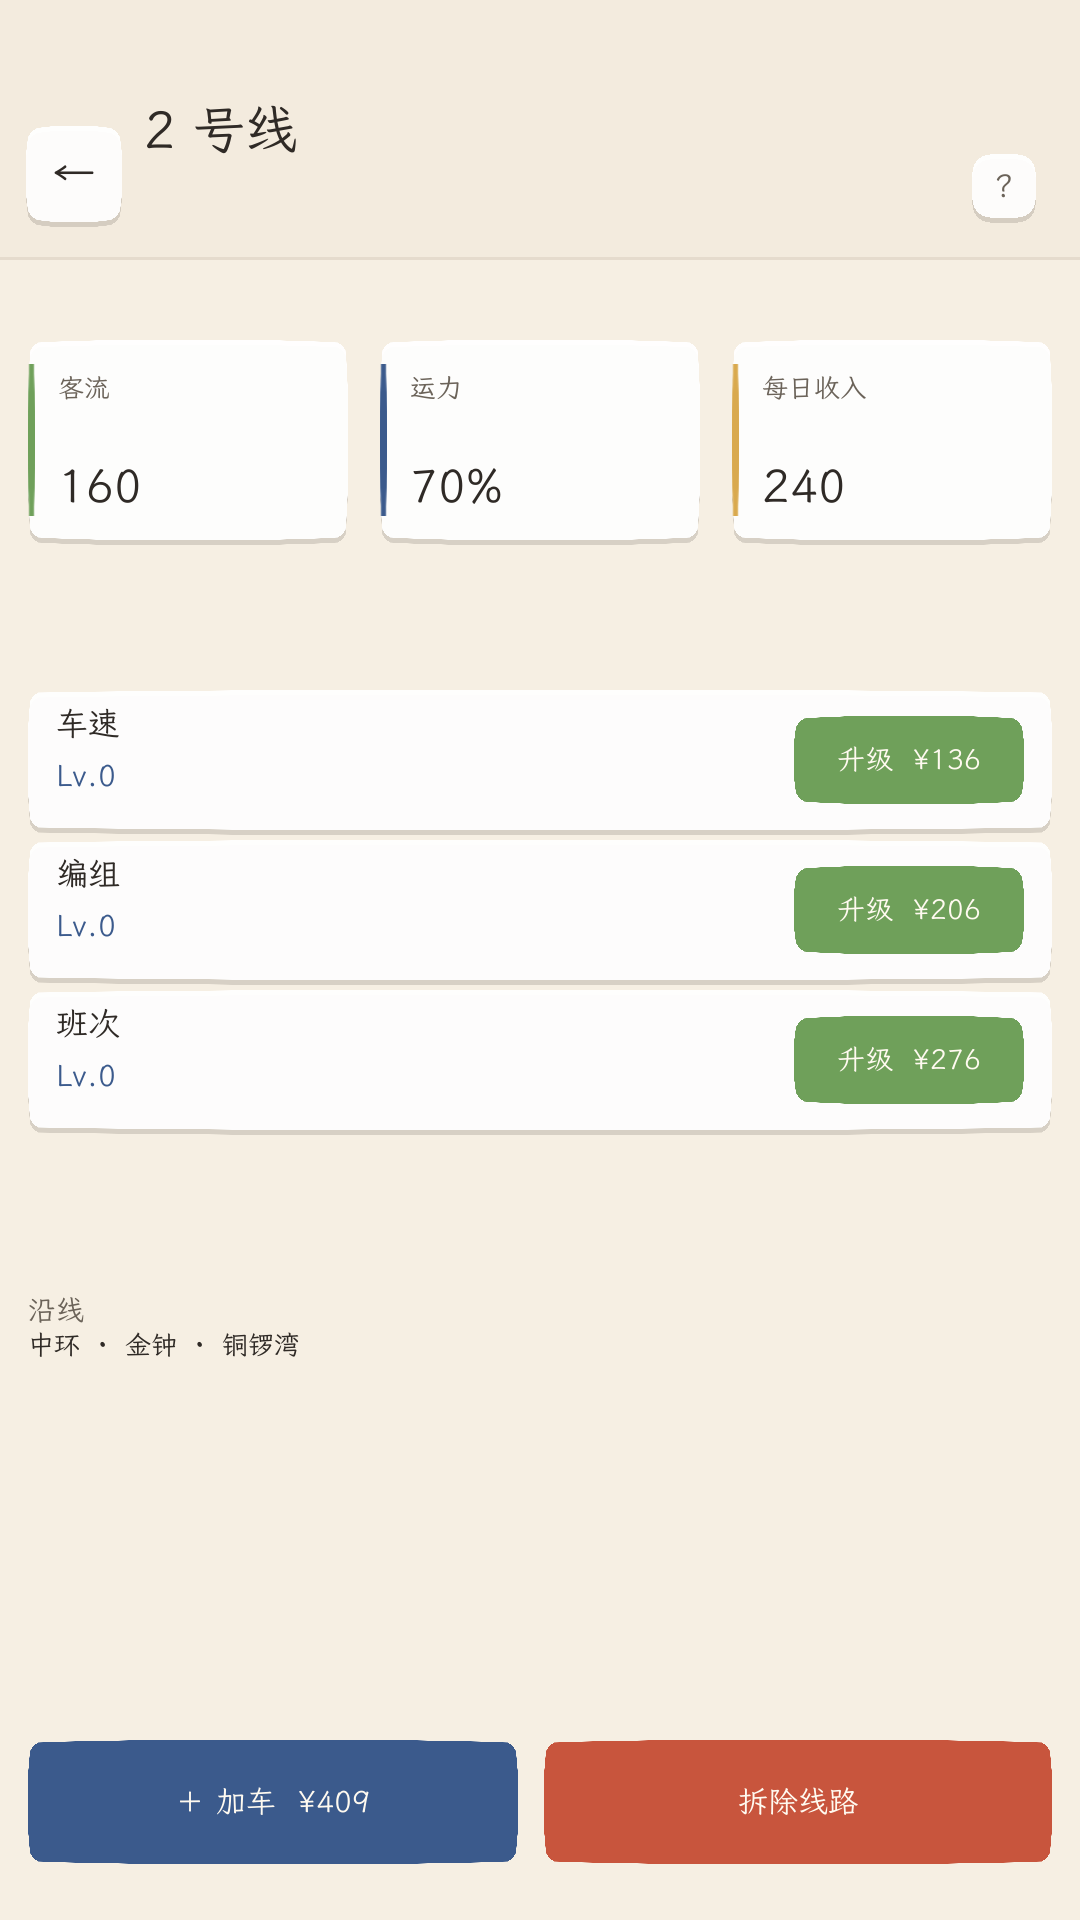 ← 2 号线 ?
客流 运力 每日收入
160 70% 240
车速
Lv.0 升级 ¥136
编组
Lv.0 升级 ¥206
班次
Lv.0 升级 ¥276
沿线
中环 · 金钟 · 铜锣湾
+ 加车 ¥409 拆除线路